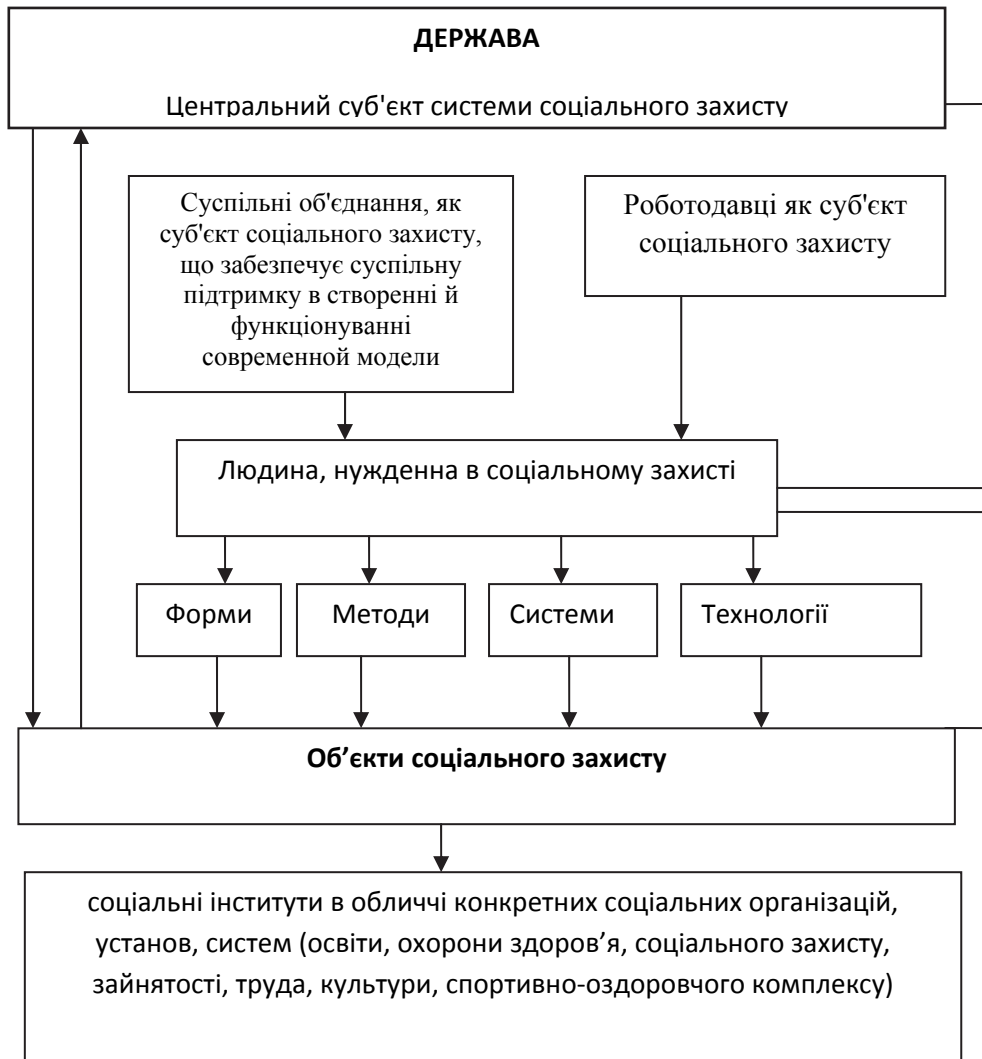 ДЕРЖАВА
Центральний суб'єкт системи соціального захисту
Суспільні об'єднання, як
суб'єкт соціального захисту,
що забезпечує суспільну
підтримку в створенні й
функціонуванні
современной модели
Роботодавці як суб'єкт
соціального захисту
Людина, нужденна в соціальному захисті
Форми
Методи
Системи
Технології
Об’єкти соціального захисту
соціальні інститути в обличчі конкретних соціальних організацій,
установ, систем (освіти, охорони здоров’я, соціального захисту,
зайнятості, труда, культури, спортивно-оздоровчого комплексу)